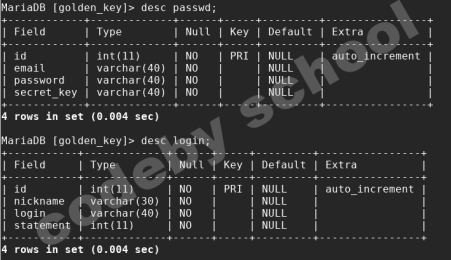 MariaDB [golden_key]> desc passwd;
+------------+-------------+------+-----+---------+----------------+
| Field | Type | Null | Key | Default | Extra |
+------------+-------------+------+-----+---------+----------------+
| id | int(11) | NO | PRI | NULL | auto_increment |
| email | varchar(40) | NO | | NULL | |
| password | varchar(40) | NO | | NULL | |
| secret_key | varchar(40) | NO | | NULL | |
+------------+-------------+------+-----+---------+----------------+
4 rows in set (0.004 sec)
MariaDB [golden_key]> desc login;
+-----------+-------------+------+-----+---------+----------------+
| Field | Type | Null | Key | Default | Extra |
+-----------+-------------+------+-----+---------+----------------+
| id | int(11) | NO | PRI | NULL | auto_increment |
| nickname | varchar(30) | NO | | NULL | |
| login | varchar(40) | NO | | NULL | |
| statement | int(11) | NO | | NULL | |
+-----------+-------------+------+-----+---------+----------------+
4 rows in set (0.004 sec)
codeby school